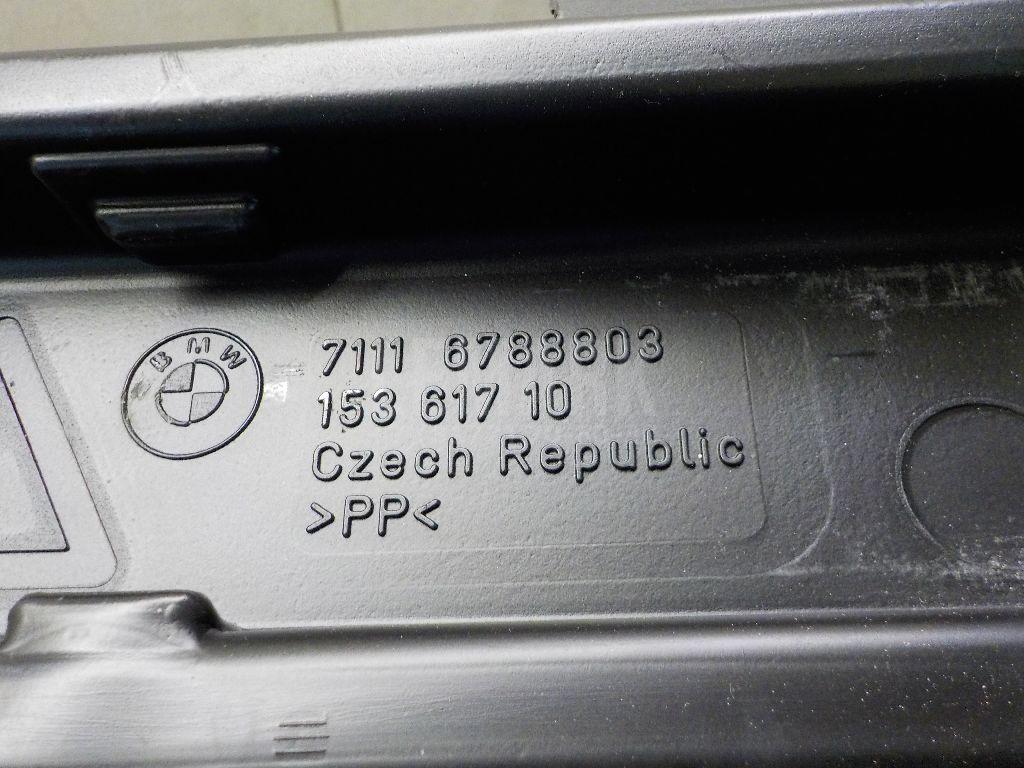 BMW
7111 6788803
153 617 10
Czech Republic
>PP<